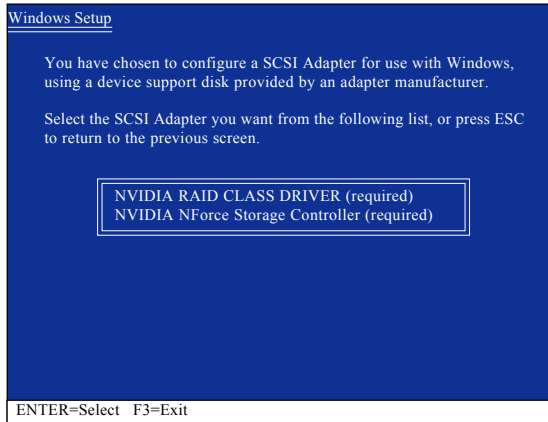 Windows Setup
You have chosen to configure a SCSI Adapter for use with Windows,
using a device support disk provided by an adapter manufacturer.
Select the SCSI Adapter you want from the following list, or press ESC
to return to the previous screen.
NVIDIA RAID CLASS DRIVER (required)
NVIDIA NForce Storage Controller (required)
ENTER=Select F3=Exit